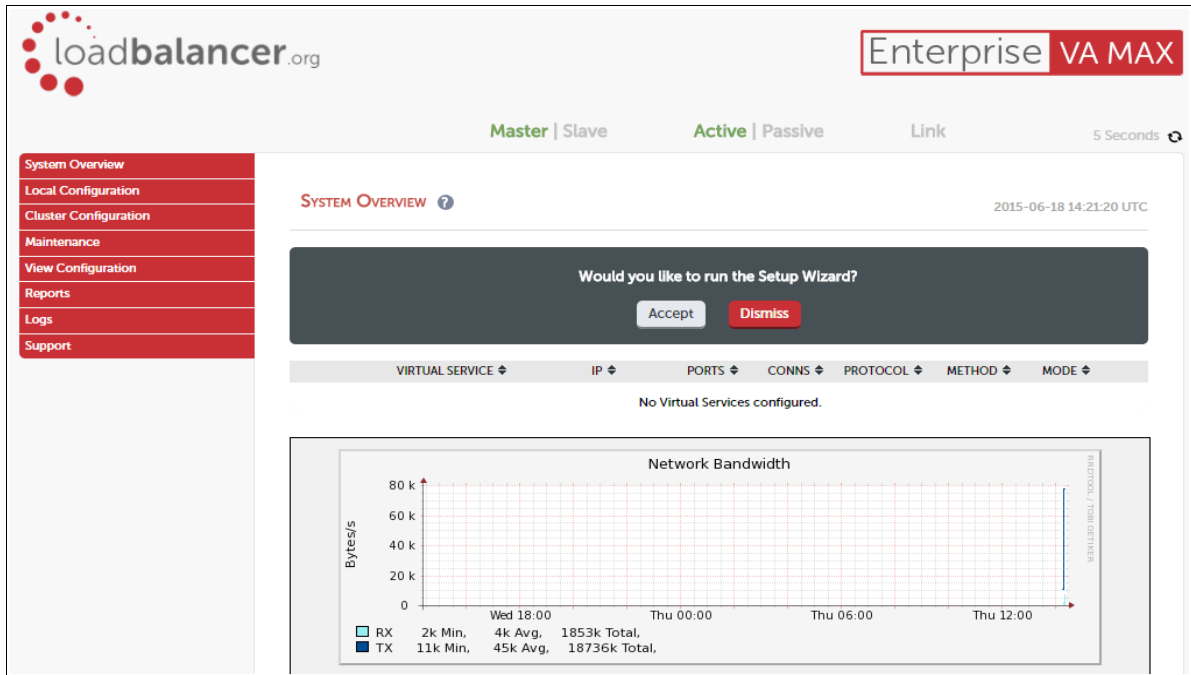 loadbalancer.org
Enterprise VA MAX
Master | Slave Active | Passive Link 5 Seconds
System Overview
Local Configuration
Cluster Configuration
Maintenance
View Configuration
Reports
Logs
Support
SYSTEM OVERVIEW ?
2015-06-18 14:21:20 UTC
Would you like to run the Setup Wizard?
Accept Dismiss
VIRTUAL SERVICE IP PORTS CONNS PROTOCOL METHOD MODE
No Virtual Services configured.
Network Bandwidth
RRDTOOL / TOBI OETIKER
Bytes/s
80 k
60 k
40 k
20 k
0
Wed 18:00 Thu 00:00 Thu 06:00 Thu 12:00
RX 2k Min, 4k Avg, 1853k Total,
TX 11k Min, 45k Avg, 18736k Total,